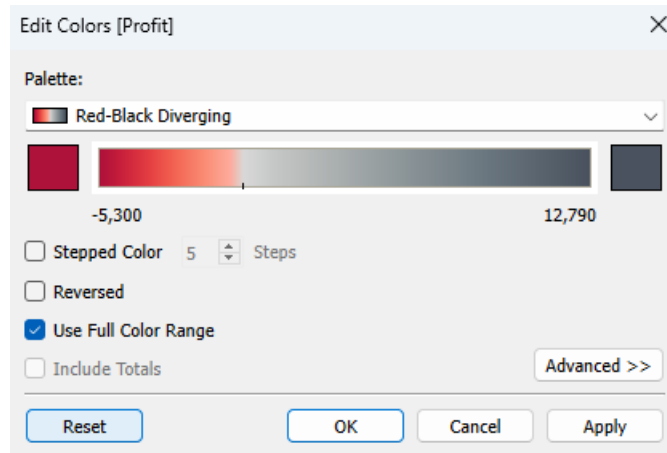 Edit Colors [Profit]
Palette:
Red-Black Diverging
-5,300 12,790
Stepped Color 5 Steps
Reversed
Use Full Color Range
Include Totals Advanced >>
Reset OK Cancel Apply